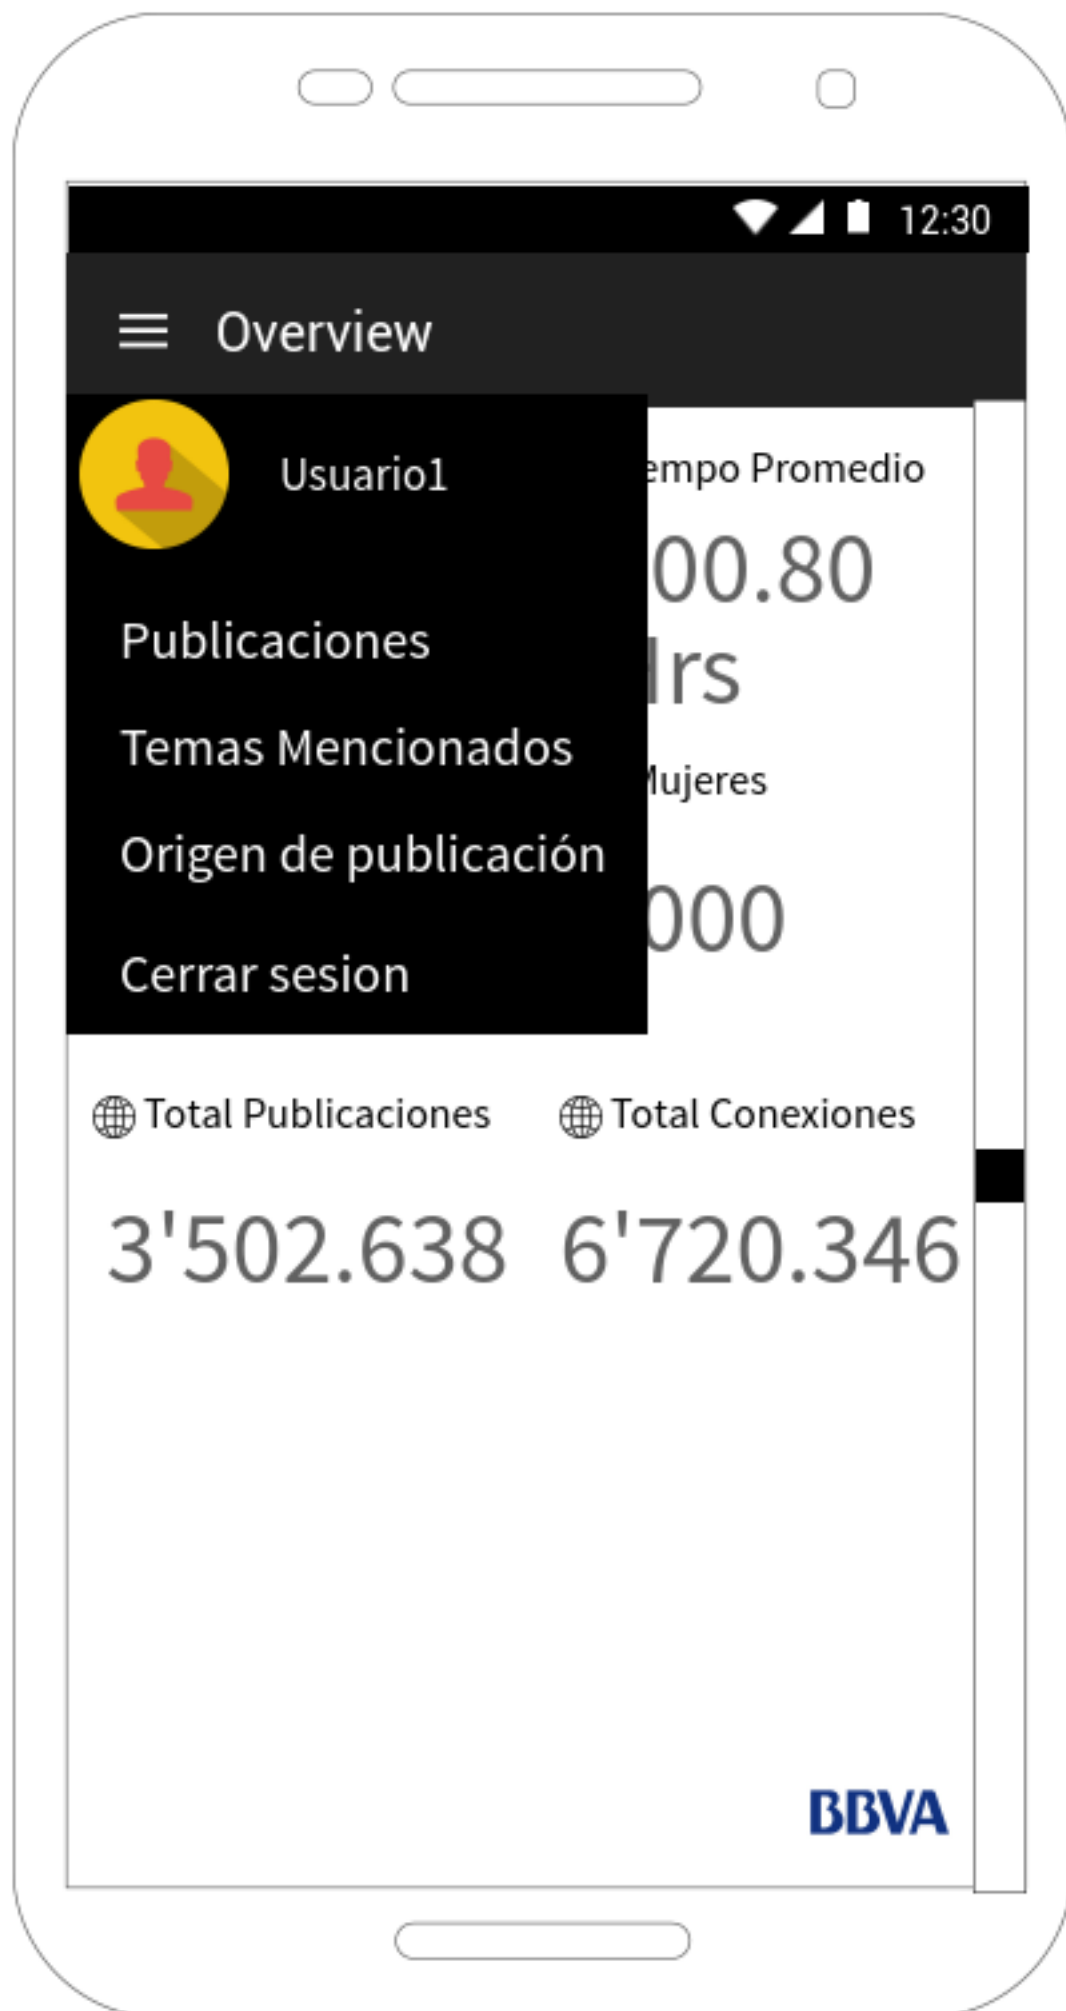 12:30
Overview
Usuario1
empo Promedio
00.80
rs
Publicaciones
Temas Mencionados
Mujeres
Origen de publicación
000
Cerrar sesion
Total Publicaciones
Total Conexiones
3'502.638
6'720.346
BBVA